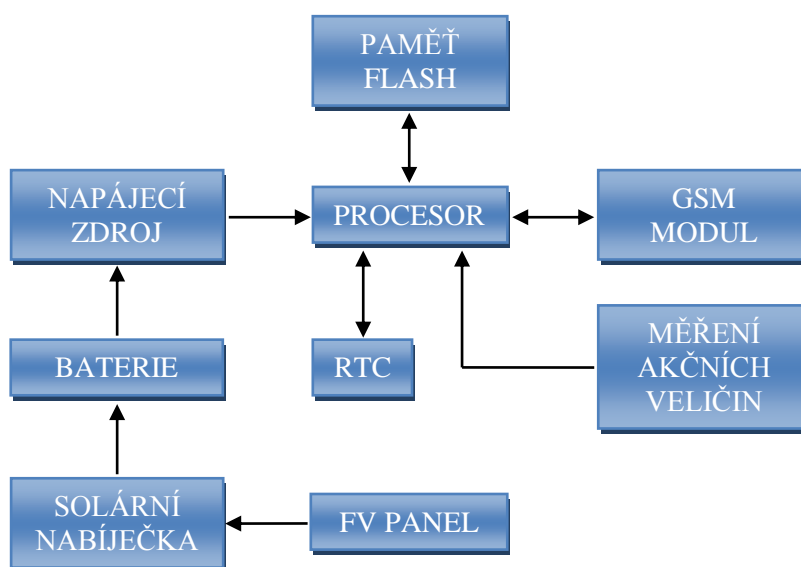 PAMĚŤ
FLASH
NAPÁJECÍ
ZDROJ
PROCESOR
GSM
MODUL
BATERIE
RTC
MĚŘENÍ
AKČNÍCH
VELIČIN
SOLÁRNÍ
NABÍJEČKA
FV PANEL